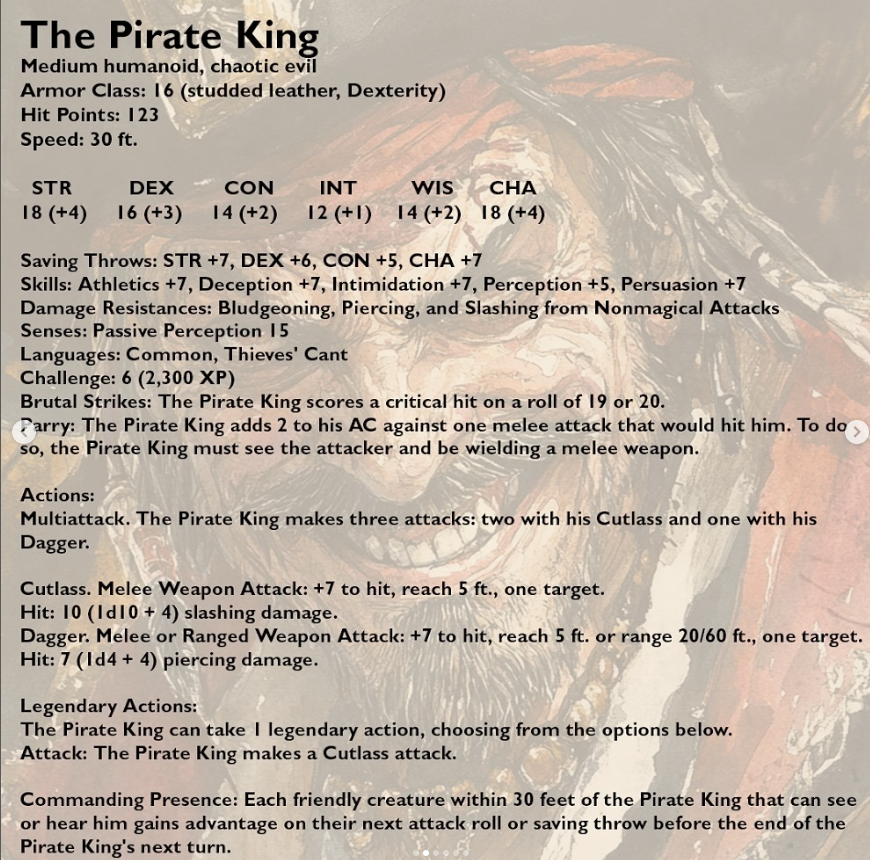 The Pirate King
Medium humanoid, chaotic evil
Armor Class: 16 (studded leather, Dexterity)
Hit Points: 123
Speed: 30 ft.
STR DEX CON INT WIS CHA
18 (+4) 16 (+3) 14 (+2) 12 (+1) 14 (+2) 18 (+4)
Saving Throws: STR +7, DEX +6, CON +5, CHA +7
Skills: Athletics +7, Deception +7, Intimidation +7, Perception +5, Persuasion +7
Damage Resistances: Bludgeoning, Piercing, and Slashing from Nonmagical Attacks
Senses: Passive Perception 15
Languages: Common, Thieves' Cant
Challenge: 6 (2,300 XP)
Brutal Strikes: The Pirate King scores a critical hit on a roll of 19 or 20.
Parry: The Pirate King adds 2 to his AC against one melee attack that would hit him. To do
so, the Pirate King must see the attacker and be wielding a melee weapon.
Actions:
Multiattack. The Pirate King makes three attacks: two with his Cutlass and one with his
Dagger.
Cutlass. Melee Weapon Attack: +7 to hit, reach 5 ft., one target.
Hit: 10 (1d10 + 4) slashing damage.
Dagger. Melee or Ranged Weapon Attack: +7 to hit, reach 5 ft. or range 20/60 ft., one target.
Hit: 7 (1d4 + 4) piercing damage.
Legendary Actions:
The Pirate King can take 1 legendary action, choosing from the options below.
Attack: The Pirate King makes a Cutlass attack.
Commanding Presence: Each friendly creature within 30 feet of the Pirate King that can see
or hear him gains advantage on their next attack roll or saving throw before the end of the
Pirate King's next turn.